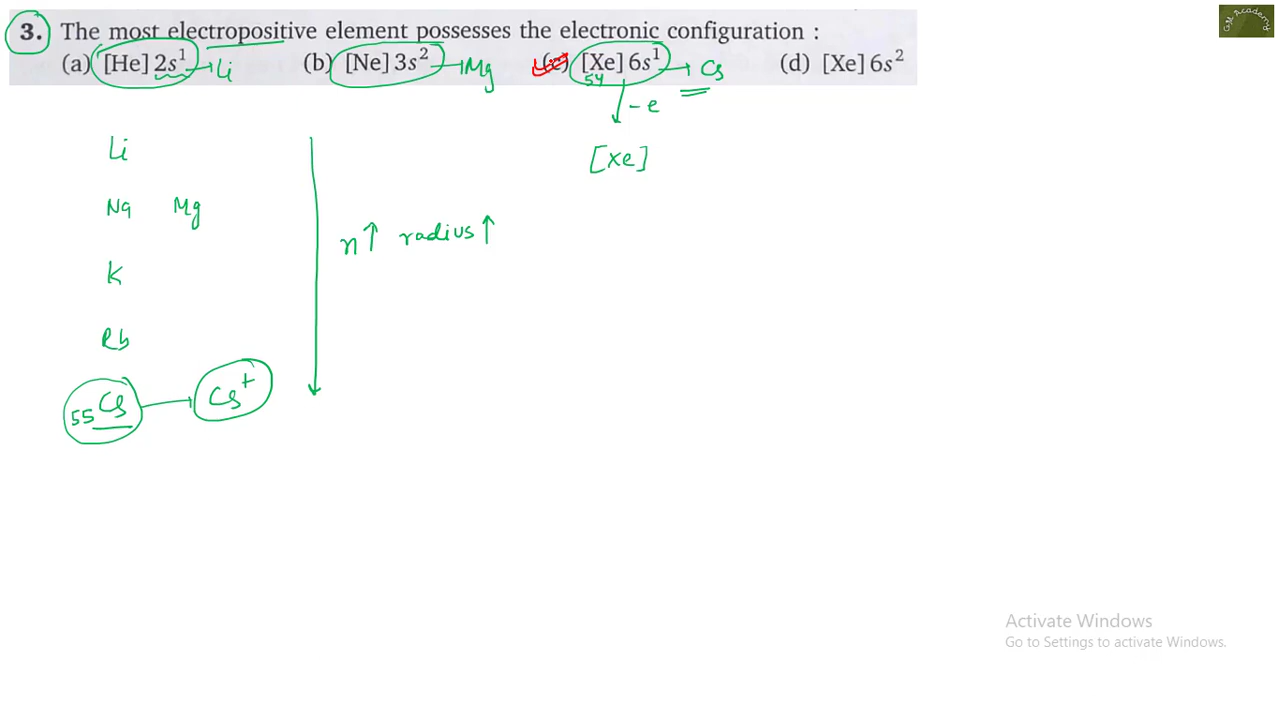 GM Academy
3. The most electropositive element possesses the electronic configuration :
(a) [He] 2s¹ → Li (b) [Ne] 3s² → Mg (c) [Xe] 6s¹ → Cs (d) [Xe] 6s²
54
- e
[Xe]
Li
Na Mg
n↑ radius↑
K
Rb
55 Cs → Cs+
Activate Windows
Go to Settings to activate Windows.